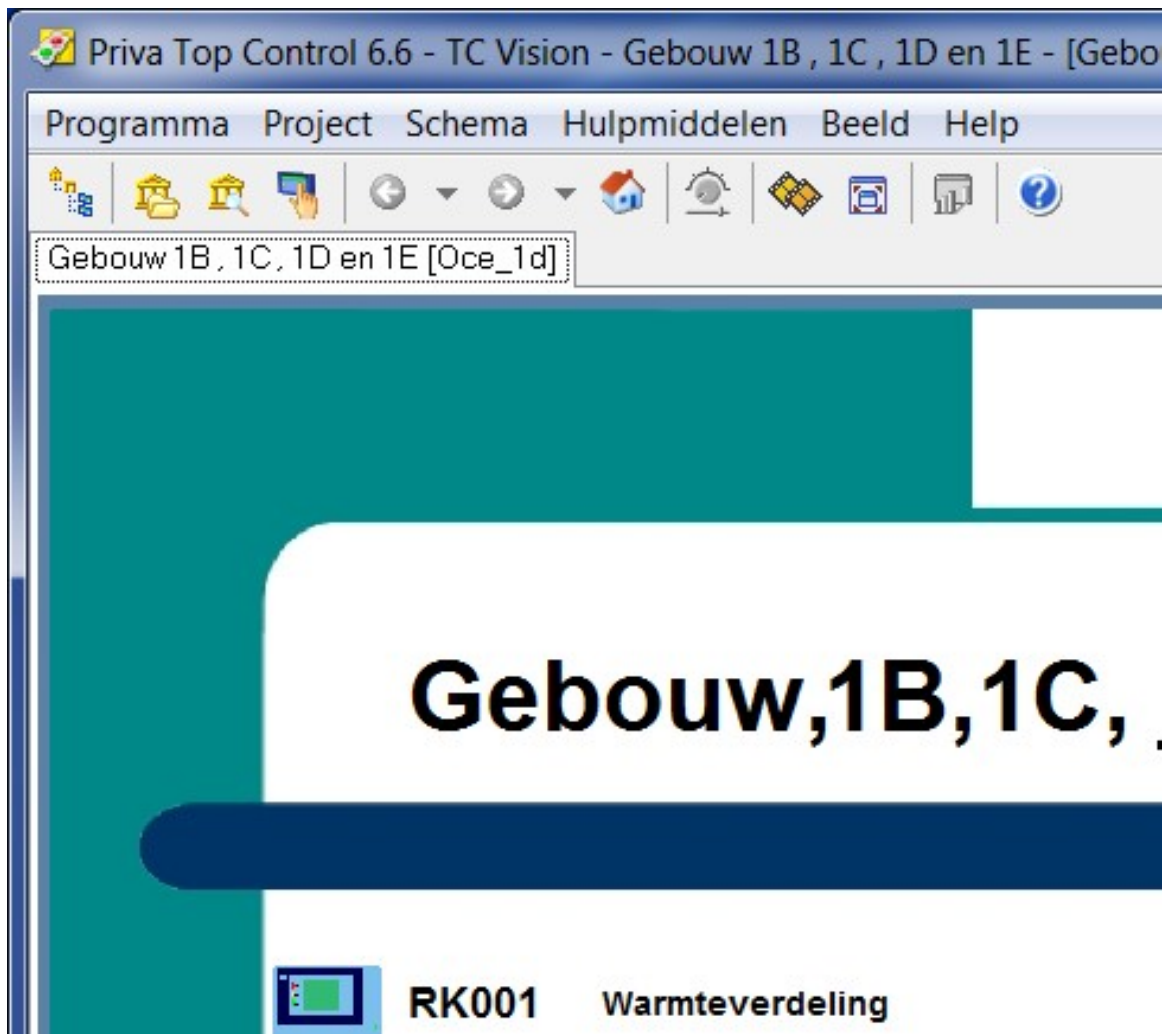 Priva Top Control 6.6 - TC Vision - Gebouw 1B , 1C , 1D en 1E - [Gebo
Programma Project Schema Hulpmiddelen Beeld Help
Gebouw 1B , 1C , 1D en 1E [Oce_1d]
Gebouw,1B,1C,
RK001 Warmteverdeling